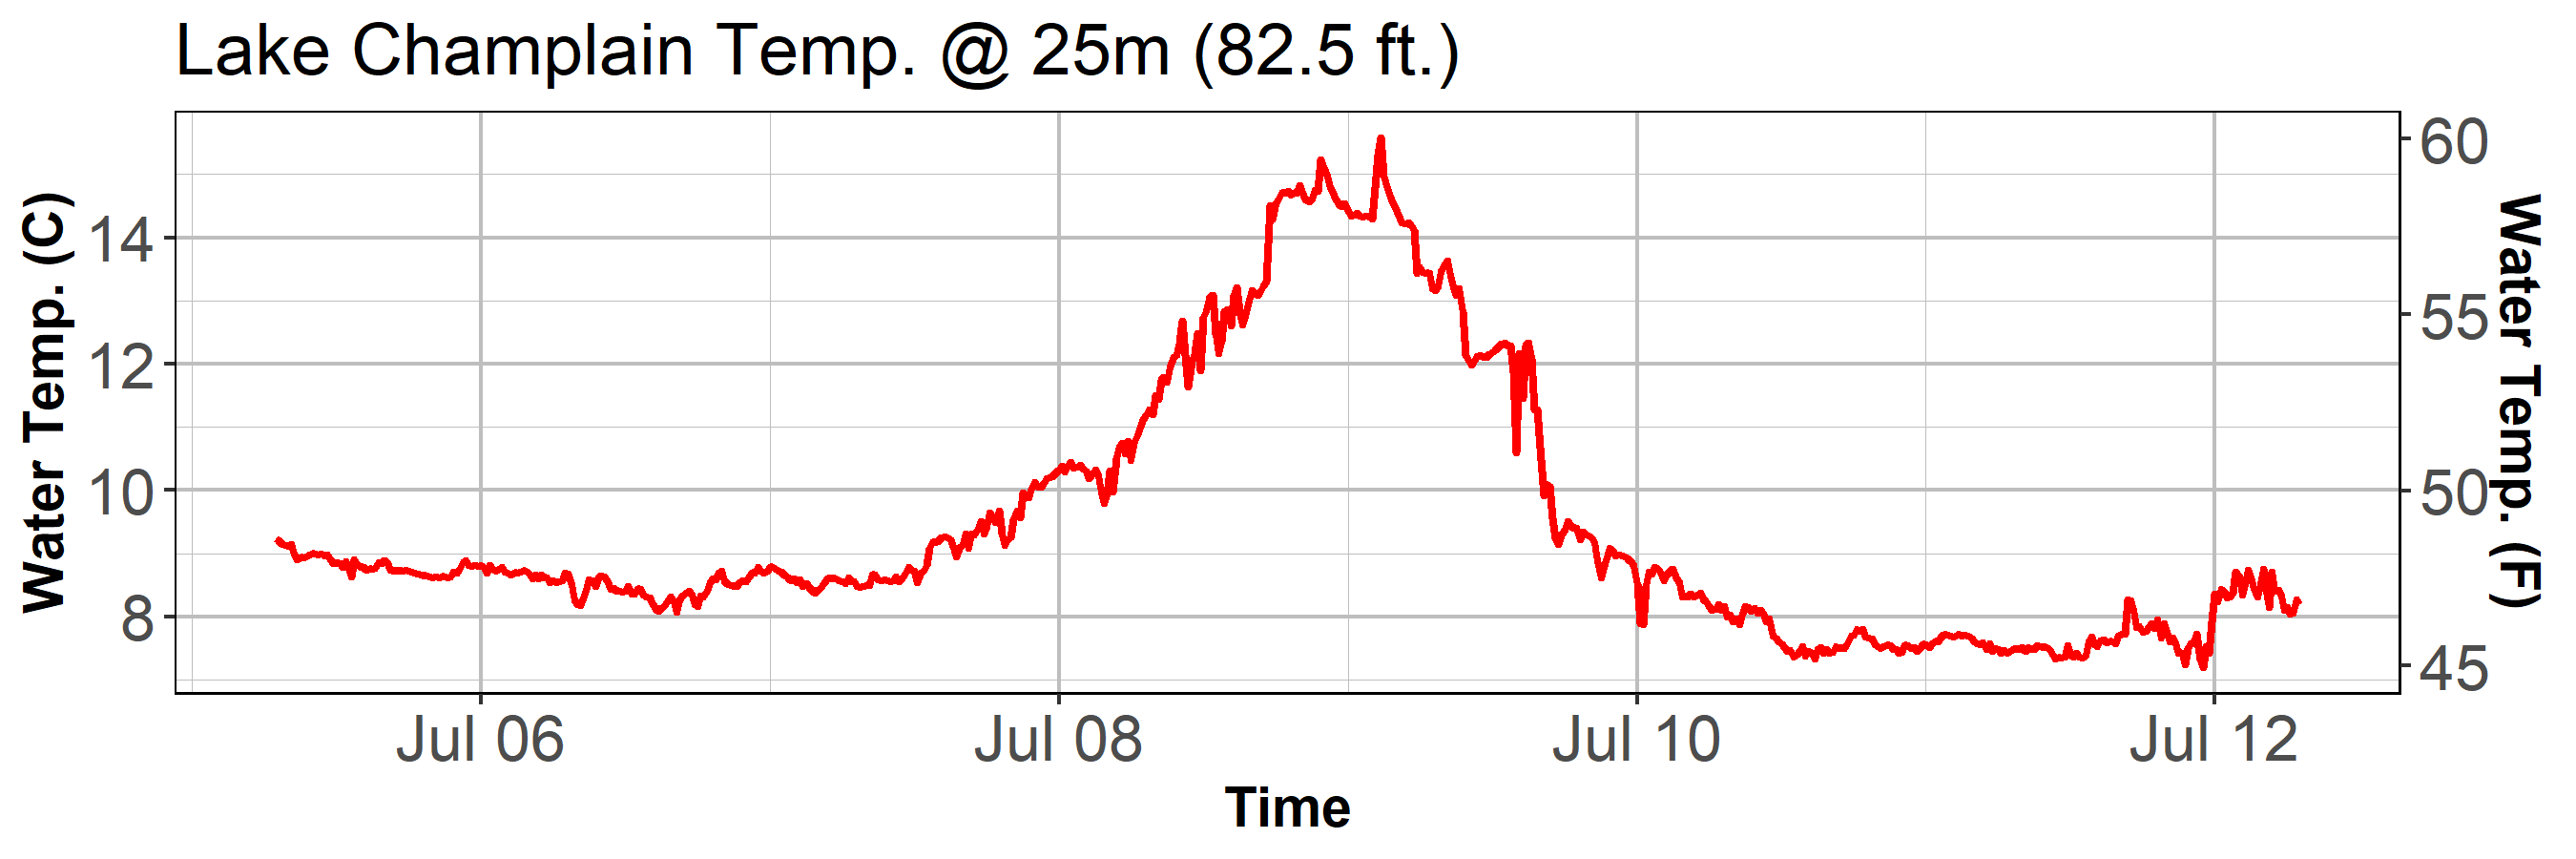 Lake Champlain Temp. @ 25m (82.5 ft.)
Water Temp. (C)
14
12
10
8
60
55
50
45
Water Temp. (F)
Jul 06
Jul 08
Jul 10
Jul 12
Time